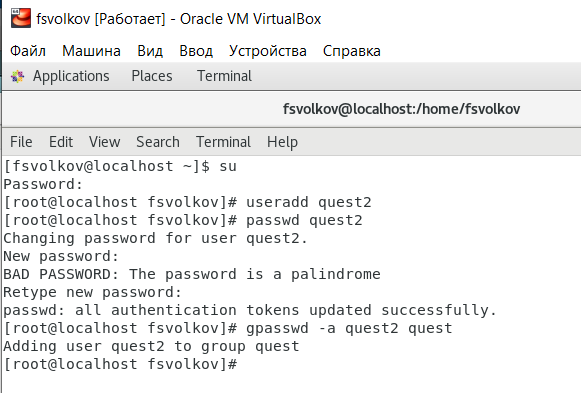 fsvolkov [Работает] - Oracle VM VirtualBox
Файл Машина Вид Ввод Устройства Справка
Applications Places Terminal
fsvolkov@localhost:/home/fsvolkov
File Edit View Search Terminal Help
[fsvolkov@localhost ~]$ su
Password:
[root@localhost fsvolkov]# useradd quest2
[root@localhost fsvolkov]# passwd quest2
Changing password for user quest2.
New password:
BAD PASSWORD: The password is a palindrome
Retype new password:
passwd: all authentication tokens updated successfully.
[root@localhost fsvolkov]# gpasswd -a quest2 quest
Adding user quest2 to group quest
[root@localhost fsvolkov]#